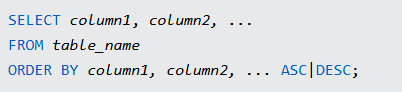 SELECT column1, column2, ...
FROM table_name
ORDER BY column1, column2, ... ASC|DESC;